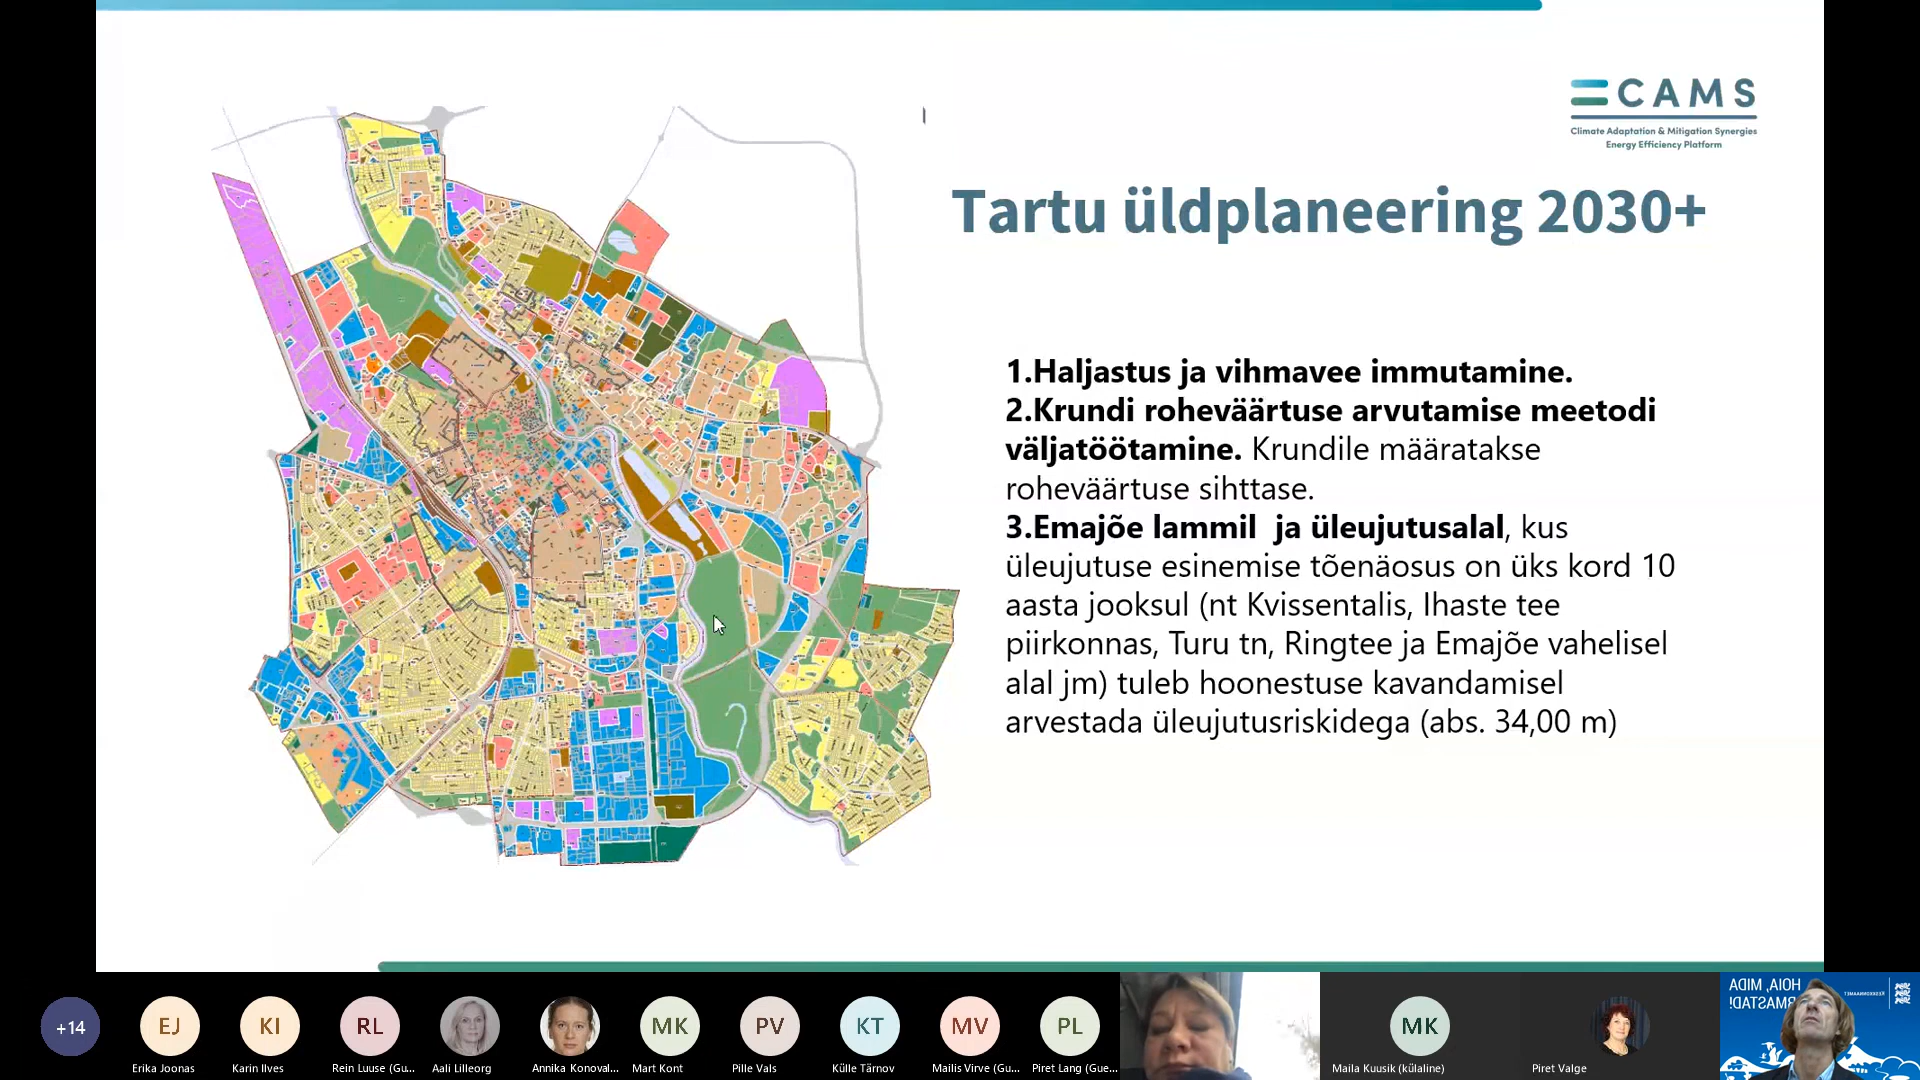 CAMS
Climate Adaptation & Mitigation Synergies
Energy Efficiency Platform
Tartu üldplaneering 2030+
1.Haljastus ja vihmavee immutamine.
2.Krundi roheväärtuse arvutamise meetodi
väljatöötamine. Krundile määratakse
roheväärtuse sihttase.
3.Emajõe lammil ja üleujutusalal, kus
üleujutuse esinemise tõenäosus on üks kord 10
aasta jooksul (nt Kvissentalis, Ihaste tee
piirkonnas, Turu tn, Ringtee ja Emajõe vahelisel
alal jm) tuleb hoonestuse kavandamisel
arvestada üleujutusriskidega (abs. 34,00 m)
+14
EJ
KI
RL
MK
PV
KT
MV
PL
MK
HOIA, MIDA
ARMASTAD!
KESKKONNAAMET
Erika Joonas
Karin Ilves
Rein Luuse (Gu...
Aali Lilleorg
Annika Konoval...
Mart Kont
Pille Vals
Külle Tärnov
Mailis Virve (Gu...
Piret Lang (Gue...
Maila Kuusik (külaline)
Piret Valge